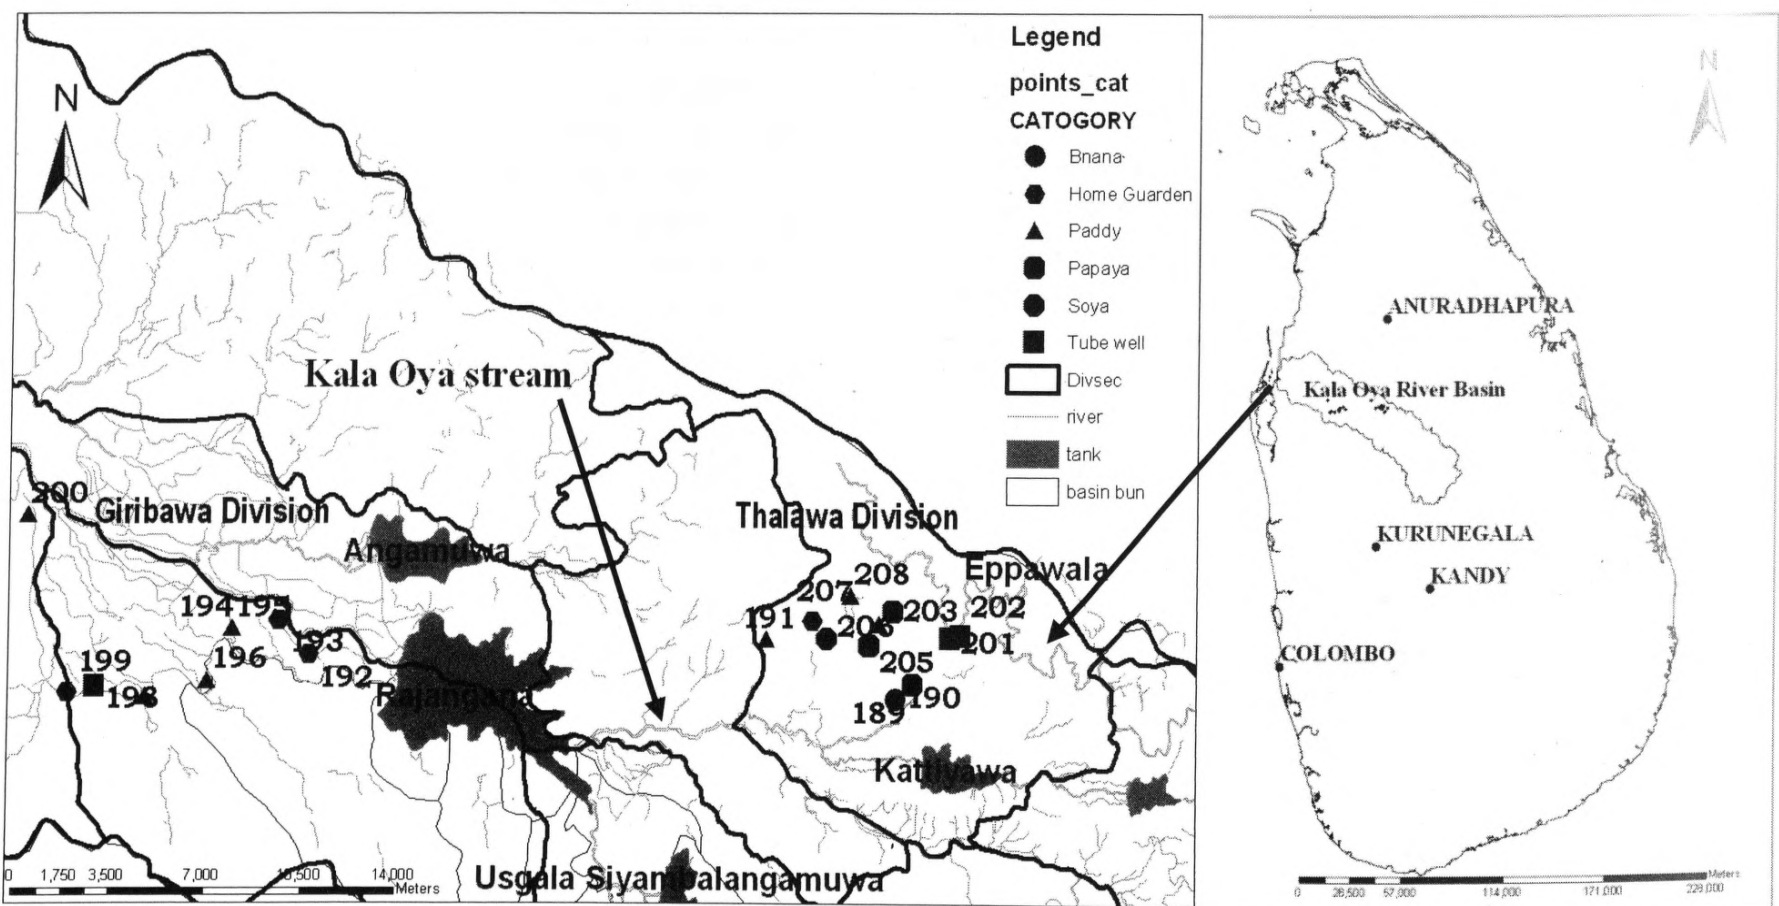 N
Legend
points_cat
CATOGORY
Bnana
Home Guarden
Paddy
Papaya
Soya
Tube well
Divsec
river
tank
basin bun
Kala Oya stream
200
Giribawa Division
Angamuwa
Thalawa Division
Eppawala
208
207
194
195
191
203
202
193
201
199
196
192
205
198
Rajangana
189
190
Kattiyawa
Usgala Siyambalangamuwa
0 1,750 3,500 7,000 14,000
Meters
N
ANURADHAPURA
Kala Oya River Basin
KURUNEGALA
KANDY
COLOMBO
0 28,500 57,000 114,000 171,000 228,000
Meters